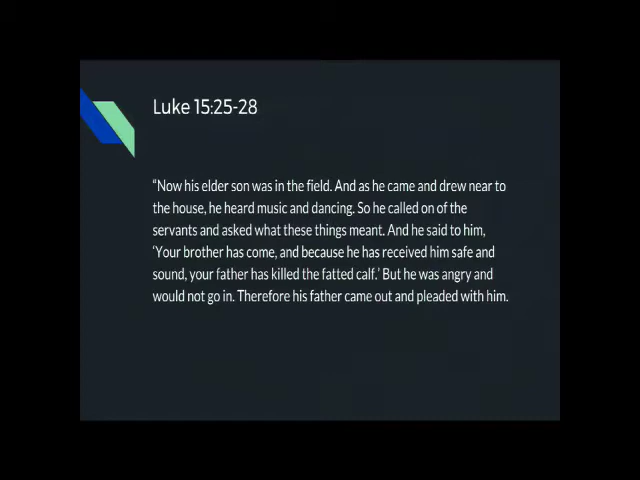 Luke 15:25-28
“Now his elder son was in the field. And as he came and drew near to
the house, he heard music and dancing. So he called on of the
servants and asked what these things meant. And he said to him,
‘Your brother has come, and because he has received him safe and
sound, your father has killed the fatted calf.’ But he was angry and
would not go in. Therefore his father came out and pleaded with him.